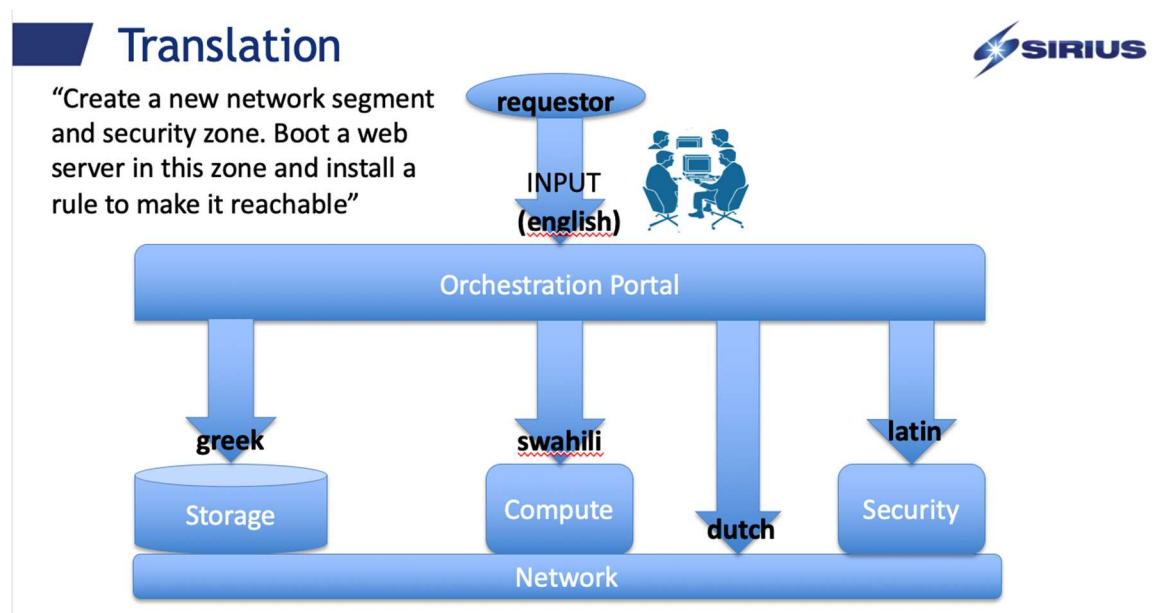 Translation
SIRIUS
“Create a new network segment
and security zone. Boot a web
server in this zone and install a
rule to make it reachable”
requestor
INPUT
(english)
Orchestration Portal
greek
swahili
dutch
latin
Storage
Compute
Security
Network